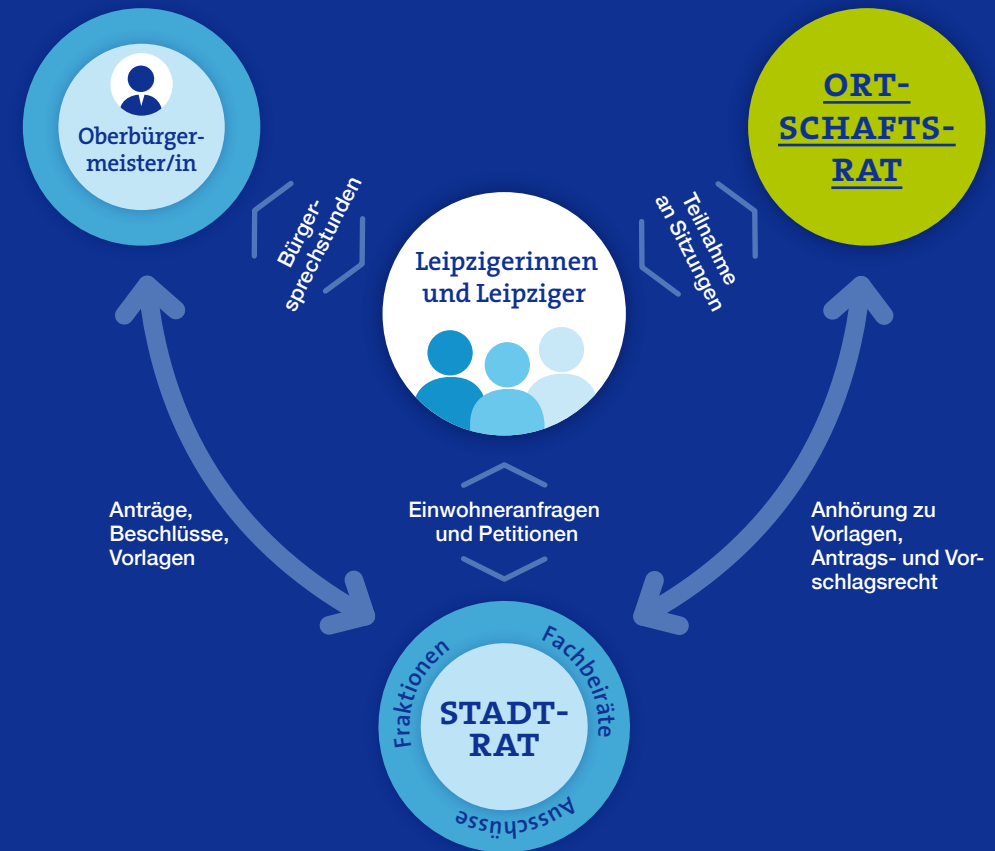 Oberbürger-
meister/in
ORT-
SCHAFTS-
RAT
Bürger-
sprechstunden
Leipzigerinnen
und Leipziger
Teilnahme
an Sitzungen
Anträge,
Beschlüsse,
Vorlagen
Einwohneranfragen
und Petitionen
Anhörung zu
Vorlagen,
Antrags- und Vor-
schlagsrecht
Fraktionen
Fachbeiräte
STADT-
RAT
Ausschüsse